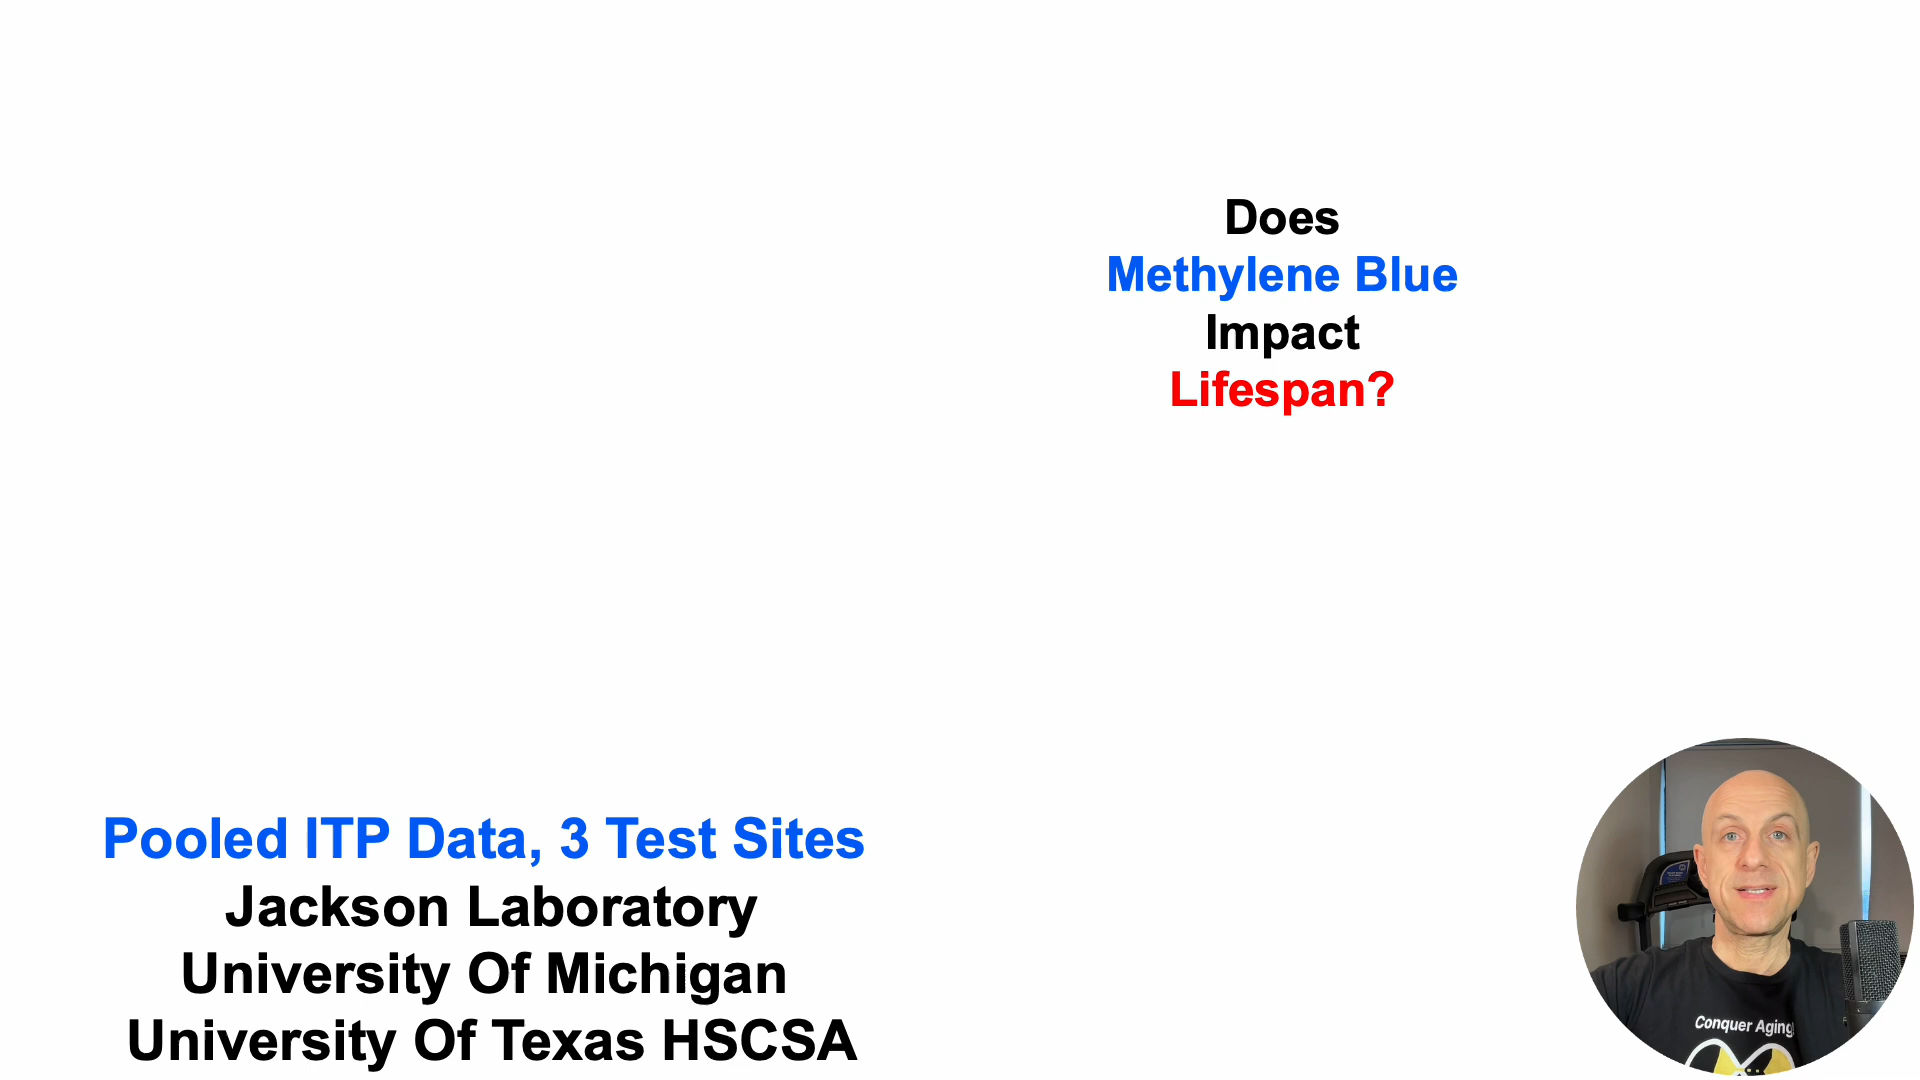 Does
Methylene Blue
Impact
Lifespan?
Pooled ITP Data, 3 Test Sites
Jackson Laboratory
University Of Michigan
University Of Texas HSCSA
Conquer Aging